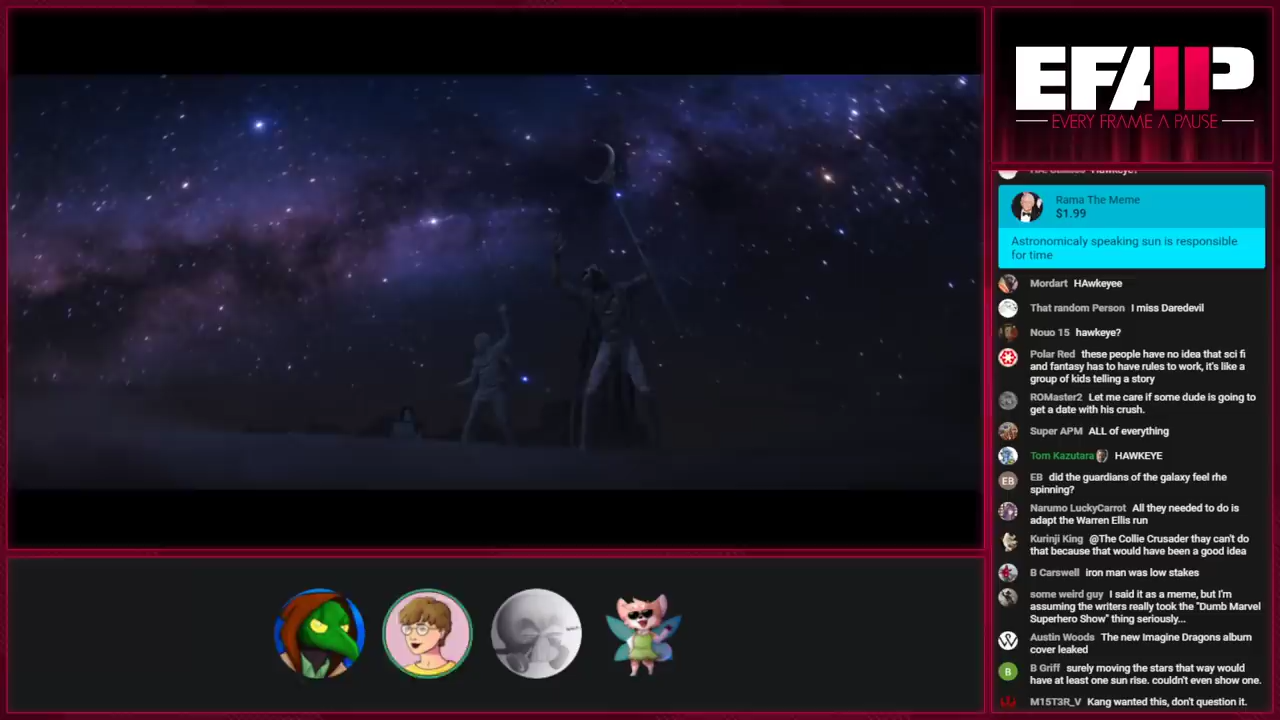 EFAP
EVERY FRAME A PAUSE
Hawkeye?
Rama The Meme
$1.99
Astronomicaly speaking sun is responsible
for time
Mordart HAwkeyee
That random Person I miss Daredevil
Nouo 15 hawkeye?
Polar Red these people have no idea that sci fi
and fantasy has to have rules to work, it's like a
group of kids telling a story
ROMaster2 Let me care if some dude is going to
get a date with his crush.
Super APM ALL of everything
Tom Kazutara HAWKEYE
EB EB did the guardians of the galaxy feel rhe
spinning?
Narumo LuckyCarrot All they needed to do is
adapt the Warren Ellis run
Kurinji King @The Collie Crusader thay can't do
that because that would have been a good idea
B Carswell iron man was low stakes
some weird guy I said it as a meme, but I'm
assuming the writers really took the "Dumb Marvel
Superhero Show" thing seriously...
Austin Woods The new Imagine Dragons album
cover leaked
B B Griff surely moving the stars that way would
have at least one sun rise. couldn't even show one.
M15T3R_V Kang wanted this, don't question it.